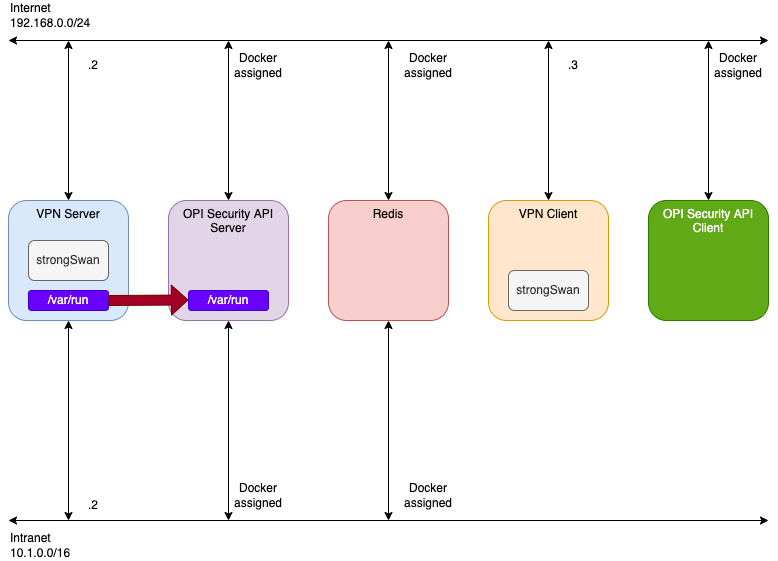 Internet
192.168.0.0/24
.2
Docker
assigned
Docker
assigned
.3
Docker
assigned
VPN Server
strongSwan
/var/run
OPI Security API
Server
/var/run
Redis
VPN Client
strongSwan
OPI Security API
Client
.2
Docker
assigned
Docker
assigned
Intranet
10.1.0.0/16